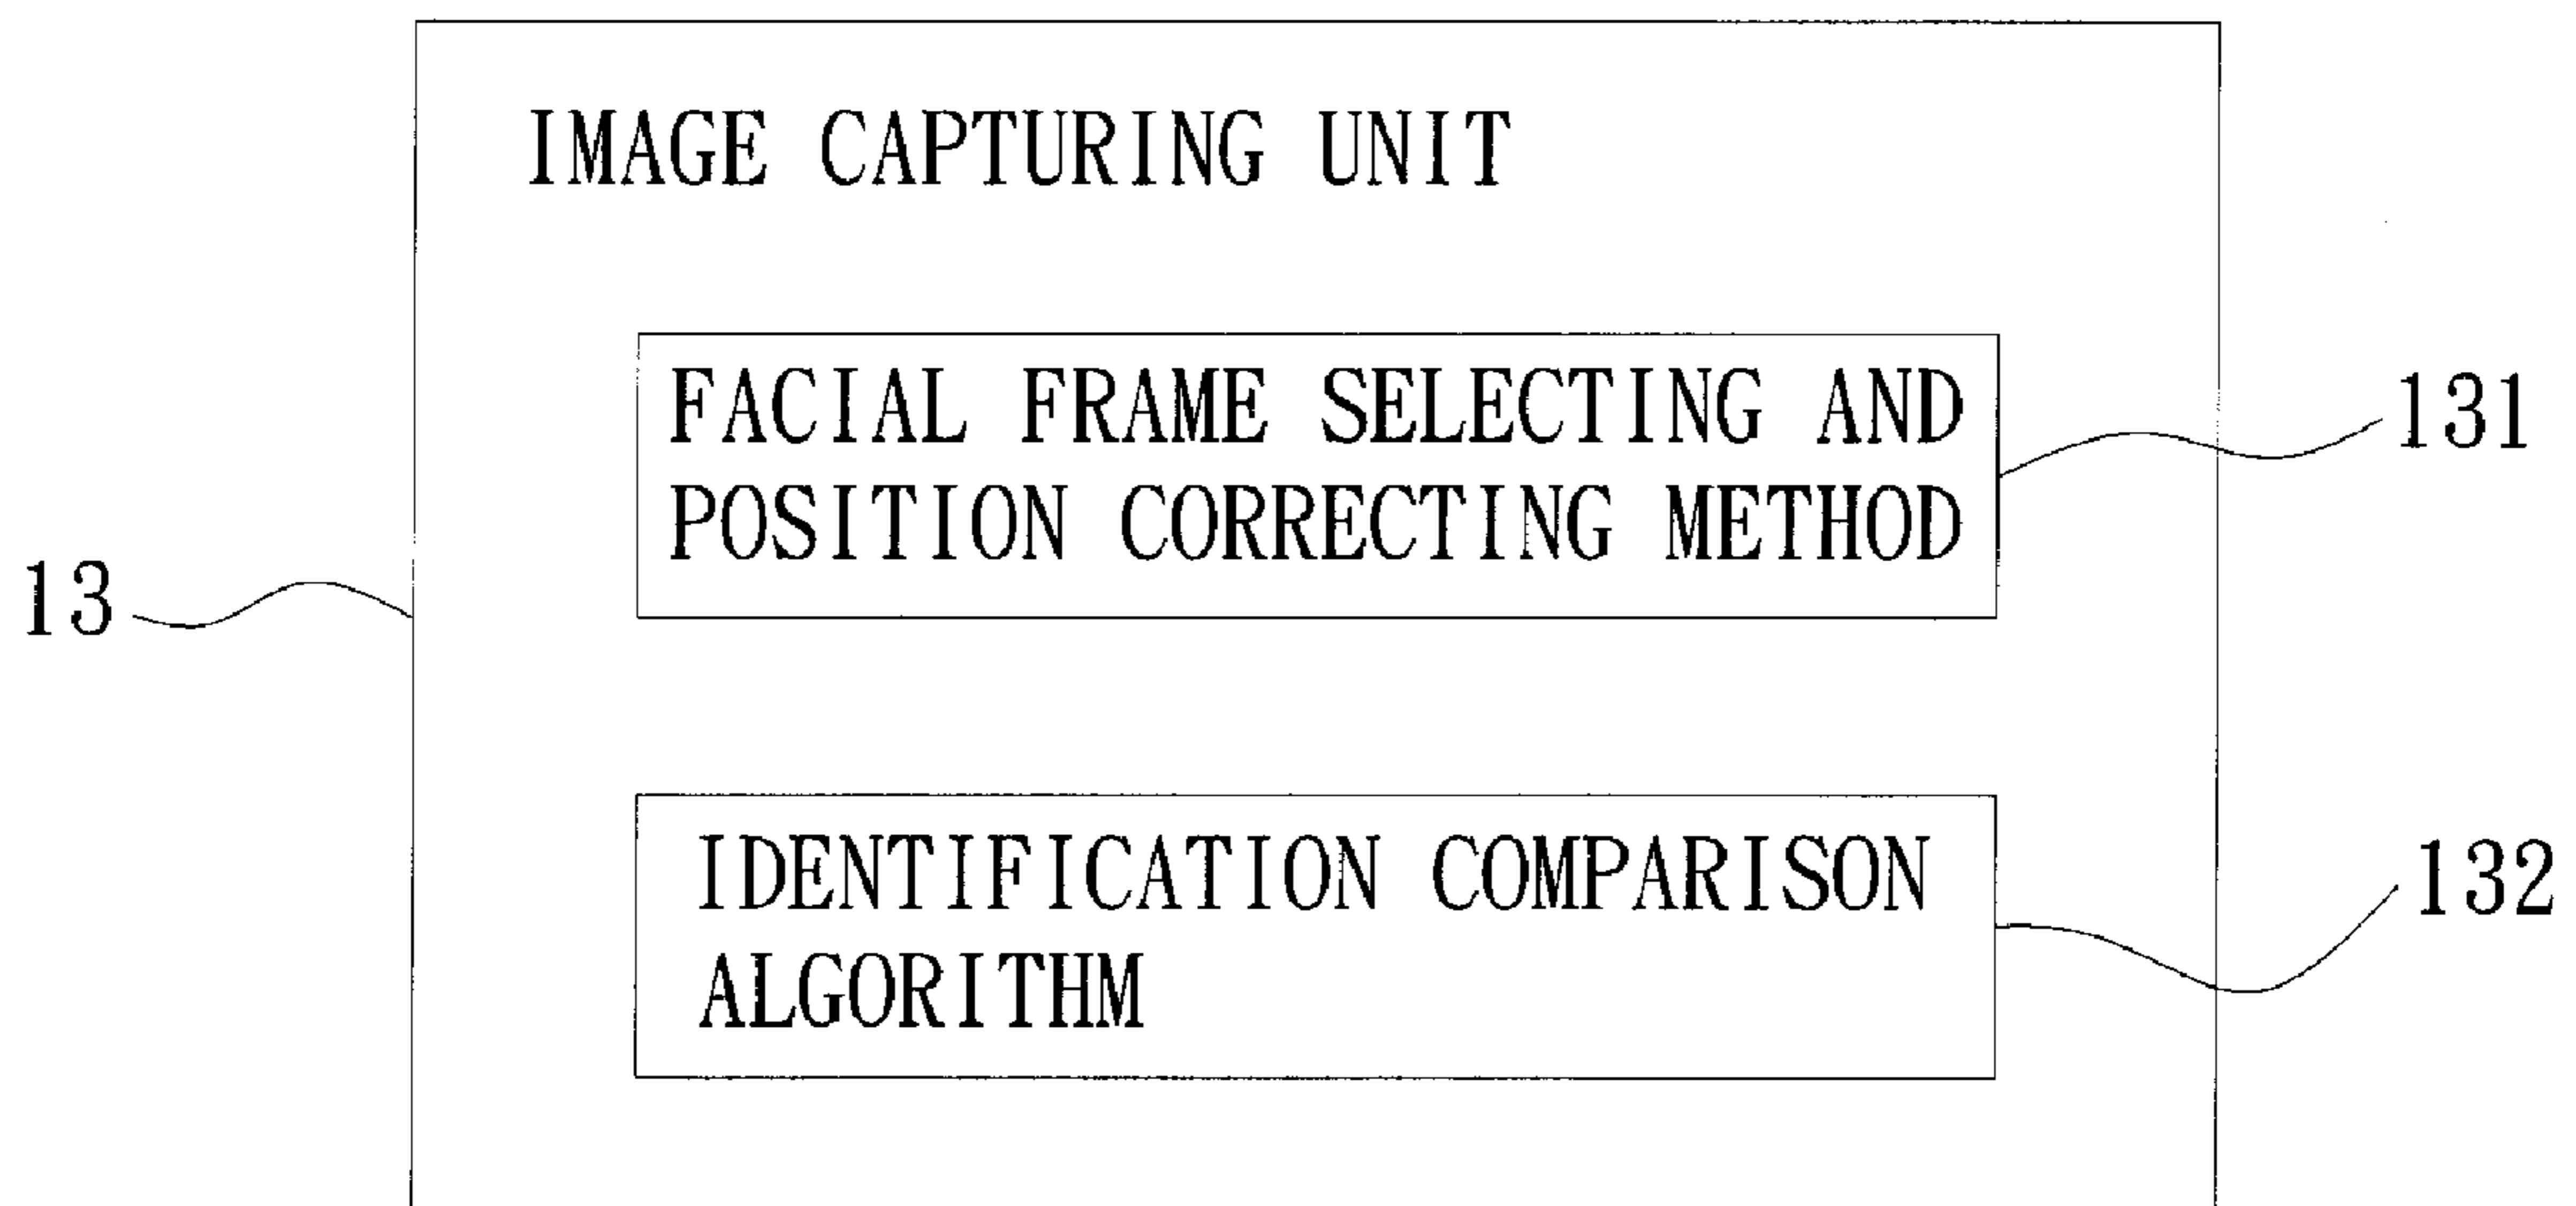 IMAGE CAPTURING UNIT
FACIAL FRAME SELECTING AND
POSITION CORRECTING METHOD
131
13
IDENTIFICATION COMPARISON
ALGORITHM
132